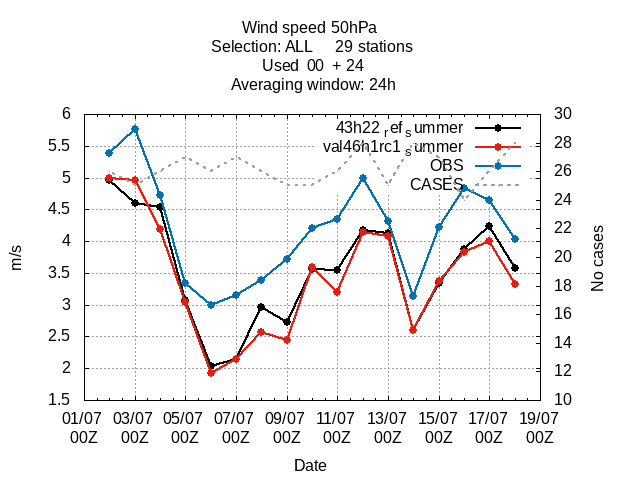 Wind speed 50hPa
Selection: ALL 29 stations
Used 00 + 24
Averaging window: 24h
6 30
5.5 28
5 26
4.5 24
4 22
3.5 20
3 18
2.5 16
2 14
12
1.5 10
43h22 ref summer
val46h1rc1 summer
OBS
CASES
m/s
No cases
01/07 03/07 05/07 07/07 09/07 11/07 13/07 15/07 17/07 19/07
00Z 00Z 00Z 00Z 00Z 00Z 00Z 00Z 00Z 00Z
Date